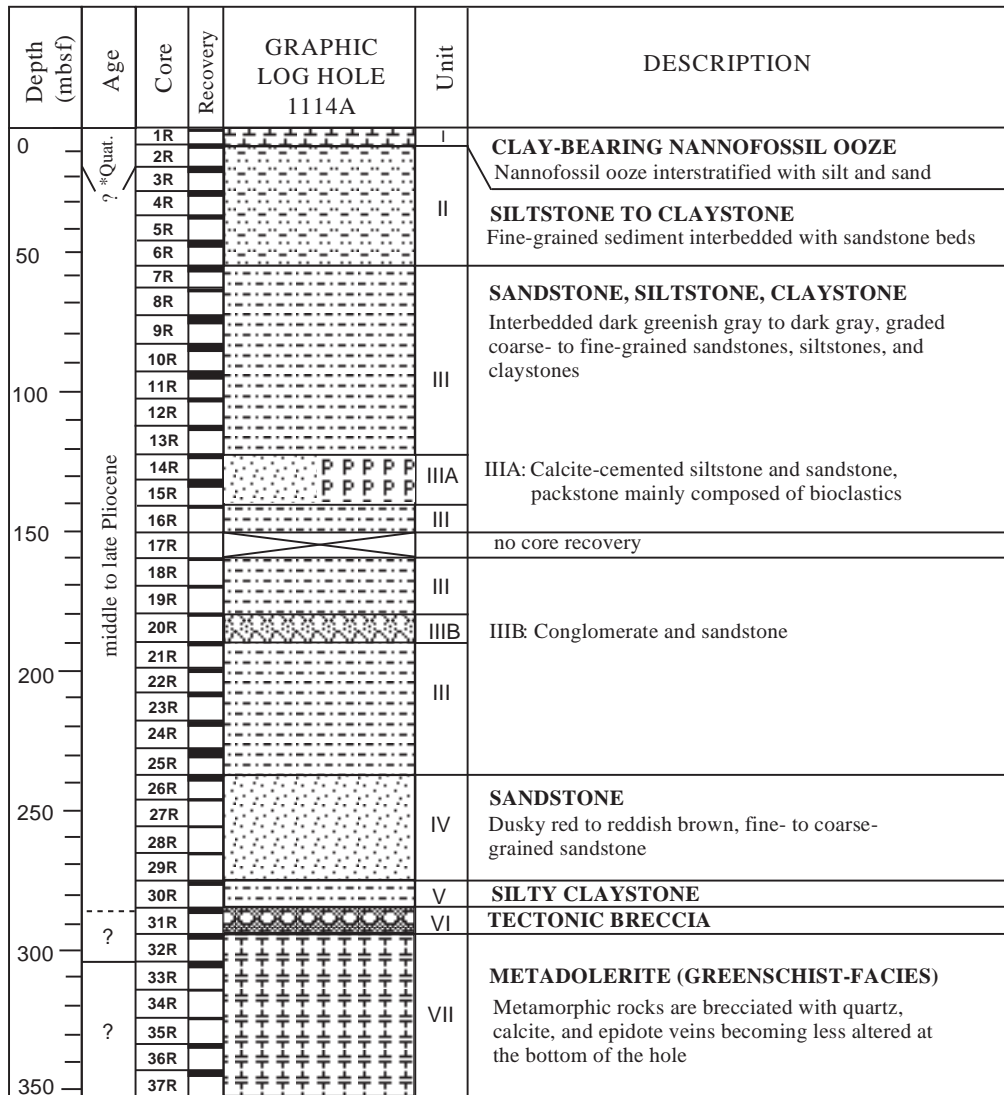 Depth (mbsf)
Age
Core
Recovery
GRAPHIC
LOG HOLE
1114A
Unit
DESCRIPTION
0
50
100
150
200
250
300
350
? *Quat.
middle to late Pliocene
?
?
1R
2R
3R
4R
5R
6R
7R
8R
9R
10R
11R
12R
13R
14R
15R
16R
17R
18R
19R
20R
21R
22R
23R
24R
25R
26R
27R
28R
29R
30R
31R
32R
33R
34R
35R
36R
37R
P P P P P
P P P P P
I
II
III
IIIA
III
III
IIIB
III
IV
V
VI
VII
CLAY-BEARING NANNOFOSSIL OOZE
Nannofossil ooze interstratified with silt and sand
SILTSTONE TO CLAYSTONE
Fine-grained sediment interbedded with sandstone beds
SANDSTONE, SILTSTONE, CLAYSTONE
Interbedded dark greenish gray to dark gray, graded
coarse- to fine-grained sandstones, siltstones, and
claystones
IIIA: Calcite-cemented siltstone and sandstone,
packstone mainly composed of bioclastics
no core recovery
IIIB: Conglomerate and sandstone
SANDSTONE
Dusky red to reddish brown, fine- to coarse-
grained sandstone
SILTY CLAYSTONE
TECTONIC BRECCIA
METADOLERITE (GREENSCHIST-FACIES)
Metamorphic rocks are brecciated with quartz,
calcite, and epidote veins becoming less altered at
the bottom of the hole